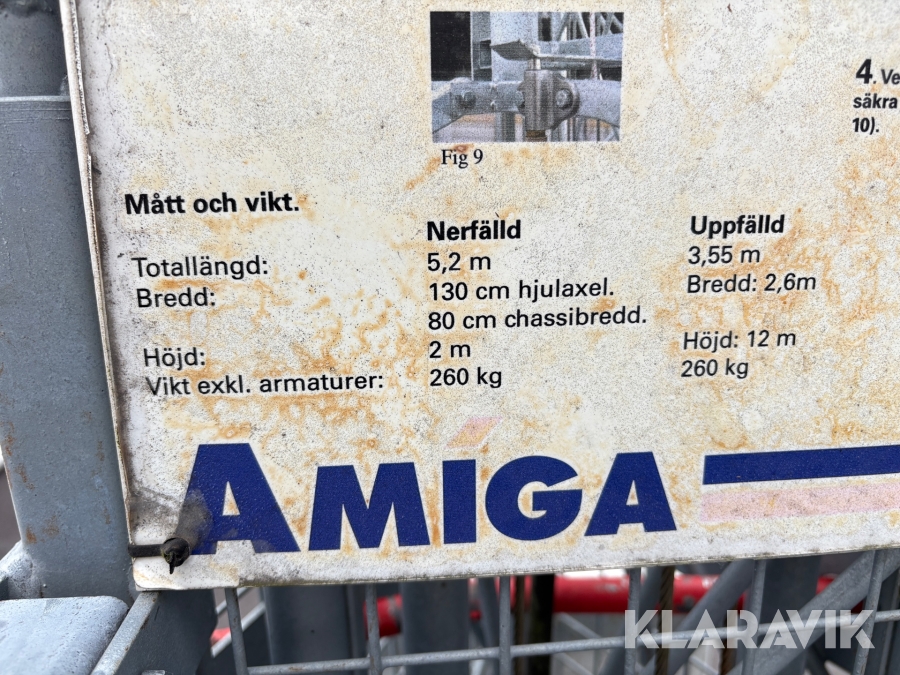 4. Ve
säkra
10).
Fig 9
Mått och vikt.
Nerfälld Uppfälld
Totallängd: 5,2 m 3,55 m
Bredd: 130 cm hjulaxel. Bredd: 2,6m
80 cm chassibredd.
Höjd: 2 m Höjd: 12 m
Vikt exkl. armaturer: 260 kg 260 kg
AMIGA
KLARAVIK